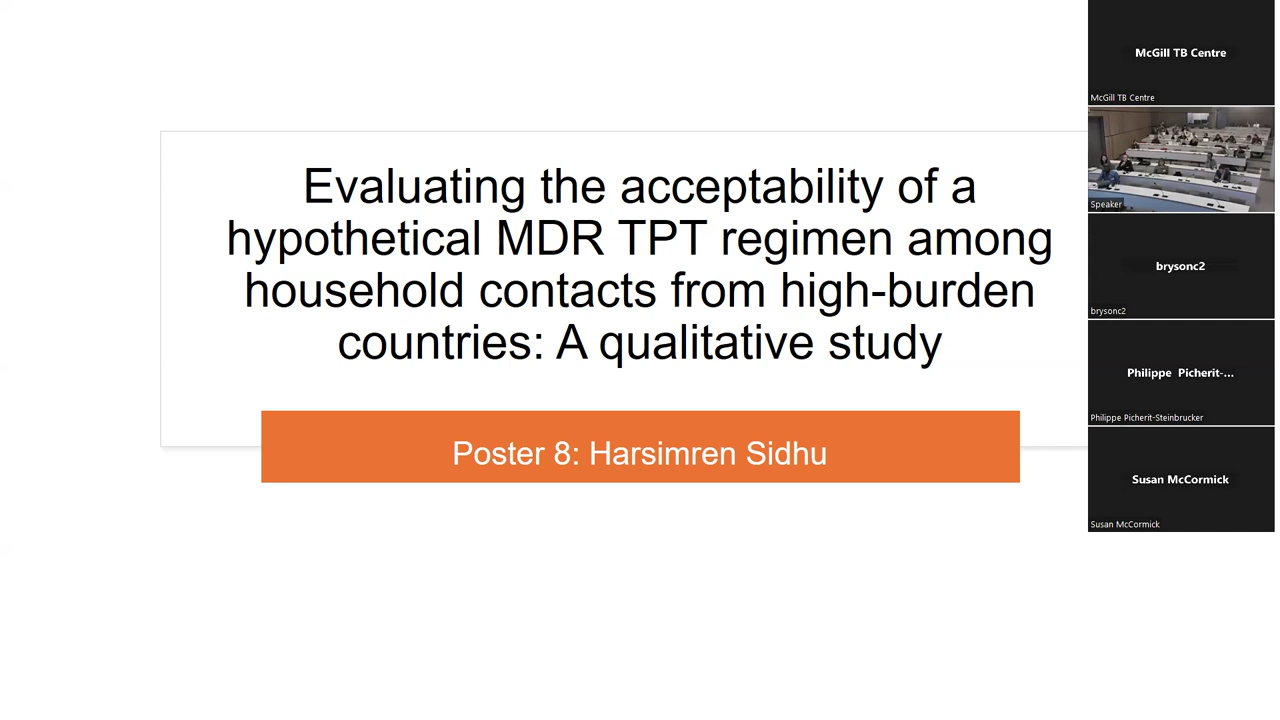 Evaluating the acceptability of a
hypothetical MDR TPT regimen among
household contacts from high-burden
countries: A qualitative study
Poster 8: Harsimren Sidhu
McGill TB Centre
McGill TB Centre
Speaker
brysonc2
brysonc2
Philippe Picherit-...
Philippe Picherit-Steinbrucker
Susan McCormick
Susan McCormick